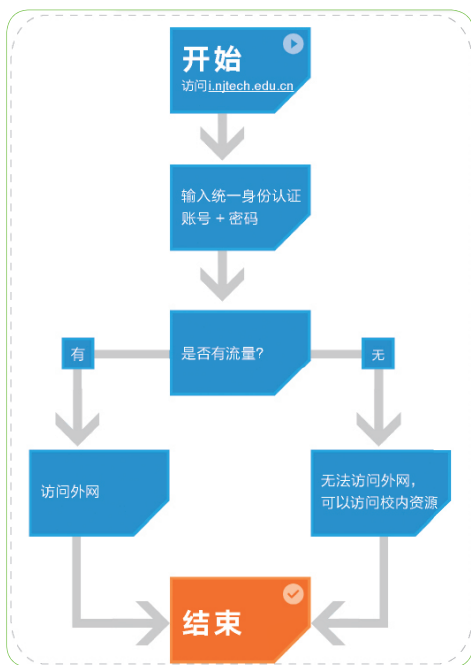 开始
访问i.njtech.edu.cn
输入统一身份认证
账号 + 密码
是否有流量?
有
无
访问外网
无法访问外网,
可以访问校内资源
结束